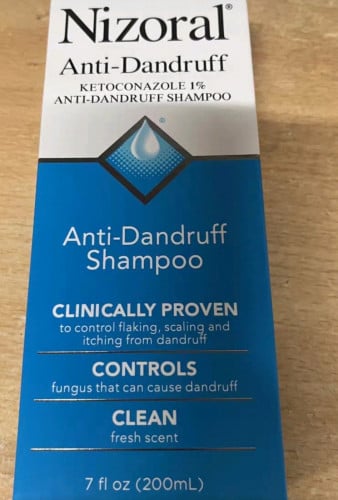 Nizoral®
Anti-Dandruff
KETOCONAZOLE 1%
ANTI-DANDRUFF SHAMPOO
®
Anti-Dandruff
Shampoo
CLINICALLY PROVEN
to control flaking, scaling and
itching from dandruff
CONTROLS
fungus that can cause dandruff
CLEAN
fresh scent
7 fl oz (200mL)